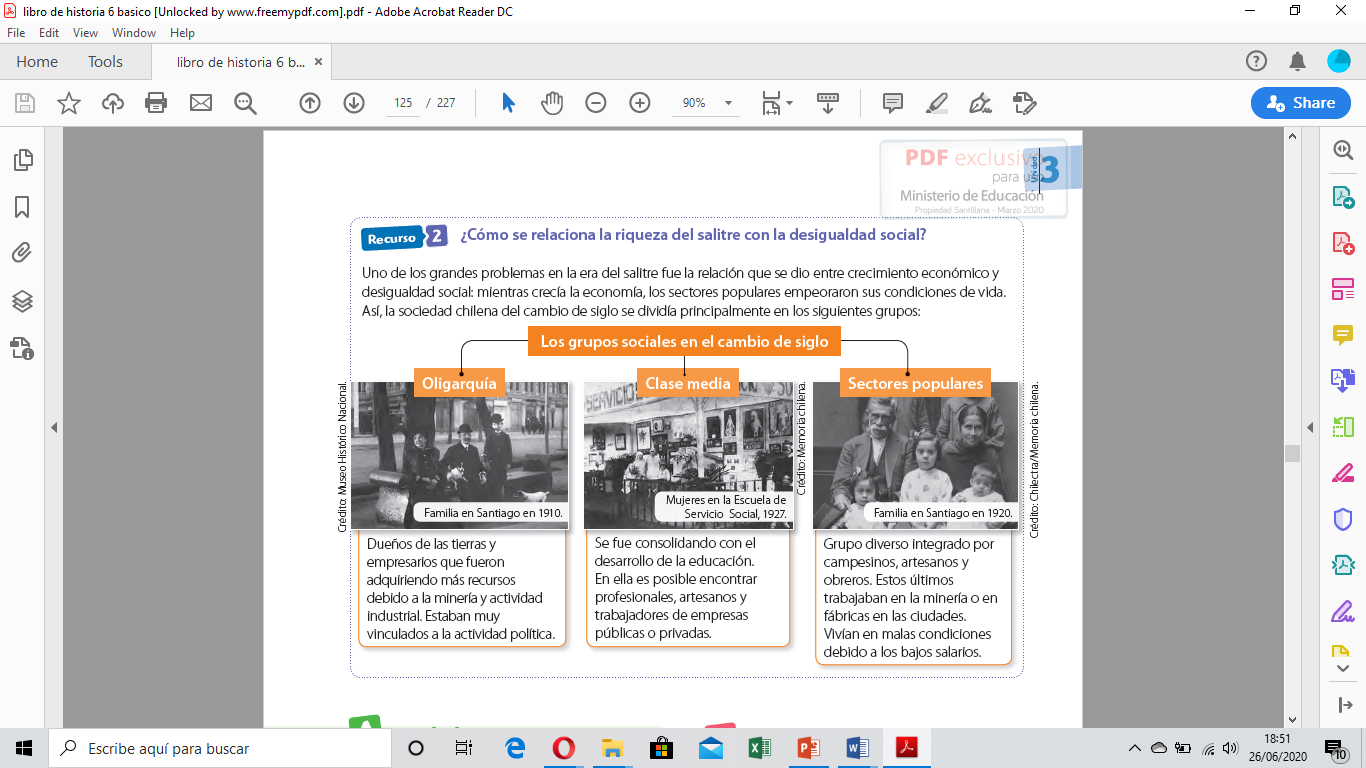 libro de historia 6 basico [Unlocked by www.freemypdf.com].pdf - Adobe Acrobat Reader DC
File Edit View Window Help
Home Tools libro de historia 6 b... ×
125 / 227 90% Share
PDF exclusivo
para uso
Ministerio de Educación
Propiedad Santillana - Marzo 2020
Unidad 3
Recurso 2 ¿Cómo se relaciona la riqueza del salitre con la desigualdad social?
Uno de los grandes problemas en la era del salitre fue la relación que se dio entre crecimiento económico y
desigualdad social: mientras crecía la economía, los sectores populares empeoraron sus condiciones de vida.
Así, la sociedad chilena del cambio de siglo se dividía principalmente en los siguientes grupos:
Los grupos sociales en el cambio de siglo
Oligarquía
Crédito: Museo Histórico Nacional.
Familia en Santiago en 1910.
Dueños de las tierras y
empresarios que fueron
adquiriendo más recursos
debido a la minería y actividad
industrial. Estaban muy
vinculados a la actividad política.
Clase media
SERVICIO SO
Crédito: Memoria chilena.
Mujeres en la Escuela de
Servicio Social, 1927.
Se fue consolidando con el
desarrollo de la educación.
En ella es posible encontrar
profesionales, artesanos y
trabajadores de empresas
públicas o privadas.
Sectores populares
Crédito: Chilectra/Memoria chilena.
Familia en Santiago en 1920.
Grupo diverso integrado por
campesinos, artesanos y
obreros. Estos últimos
trabajaban en la minería o en
fábricas en las ciudades.
Vivían en malas condiciones
debido a los bajos salarios.
Escribe aquí para buscar
18:51
26/06/2020
10